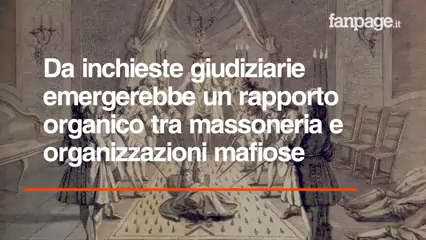 fanpage.it
Da inchieste giudiziarie
emergerebbe un rapporto
organico tra massoneria e
organizzazioni mafiose